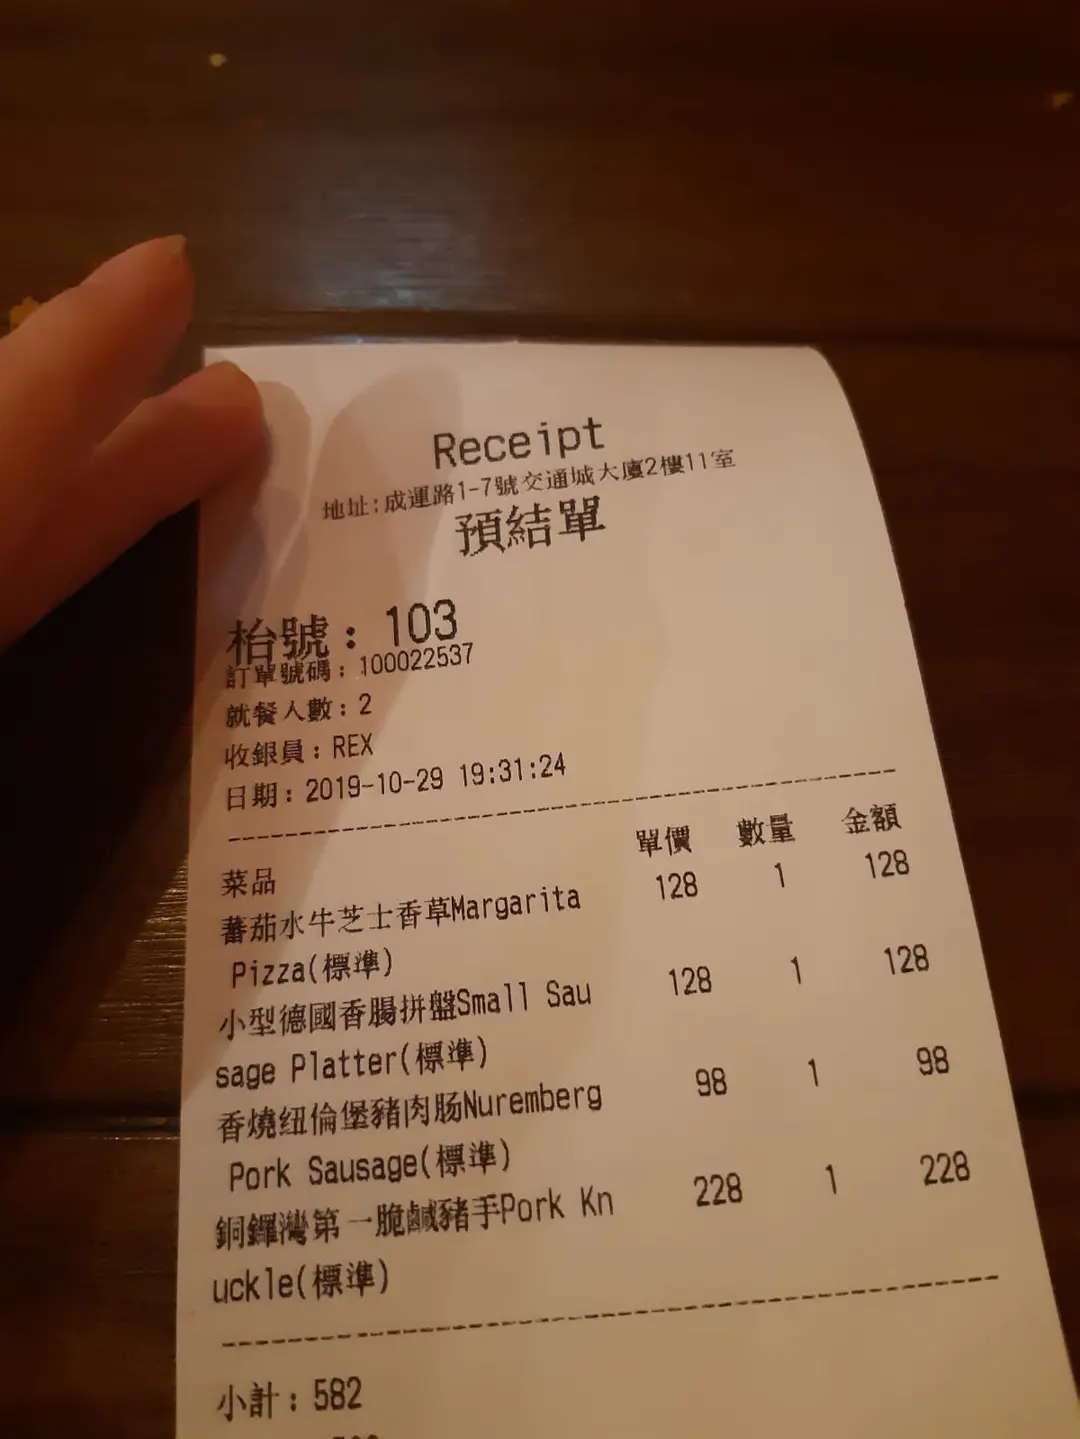 Receipt
地址:成運路1-7號交通城大廈2樓11室
預結單
枱號: 103
訂單號碼: 100022537
就餐人數: 2
收銀員: REX
日期: 2019-10-29 19:31:24
菜品 單價 數量 金額
蕃茄水牛芝士香草Margarita 128 1 128
Pizza(標準)
小型德國香腸拼盤Small Sau 128 1 128
sage Platter(標準)
香燒纽倫堡豬肉肠Nuremberg 98 1 98
Pork Sausage(標準)
銅鑼灣第一脆鹹豬手Pork Kn 228 1 228
uckle(標準)
小計: 582